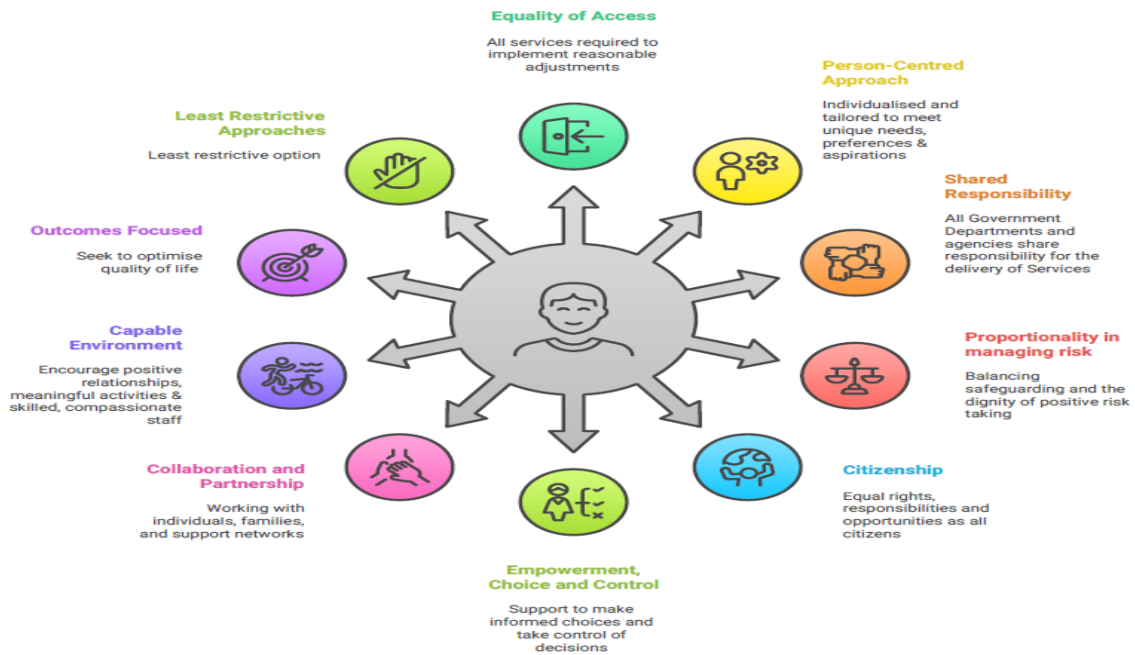 Equality of Access
All services required to
implement reasonable
adjustments
Person-Centred
Approach
Individualised and
tailored to meet
unique needs,
preferences &
aspirations
Shared
Responsibility
All Government
Departments and
agencies share
responsibility for the
delivery of Services
Proportionality in
managing risk
Balancing
safeguarding and the
dignity of positive risk
taking
Citizenship
Equal rights,
responsibilities and
opportunities as all
citizens
Empowerment,
Choice and Control
Support to make
informed choices and
take control of
decisions
Collaboration and
Partnership
Working with
individuals, families,
and support networks
Capable
Environment
Encourage positive
relationships,
meaningful activities &
skilled, compassionate
staff
Outcomes Focused
Seek to optimise
quality of life
Least Restrictive
Approaches
Least restrictive option